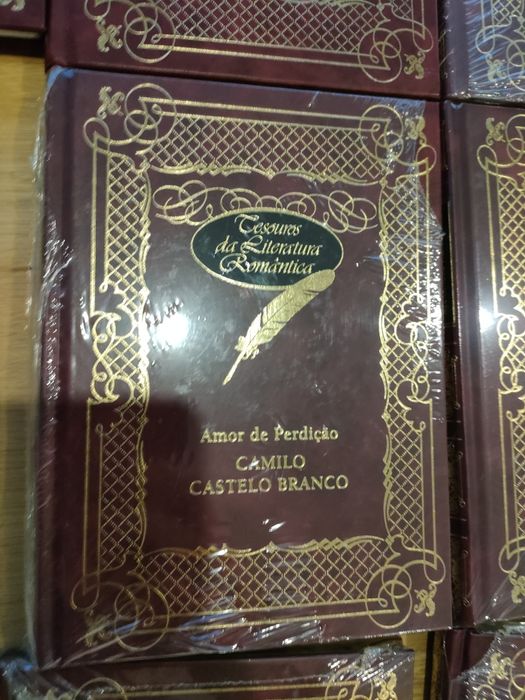 Tesouros
da Literatura
Romântica
Amor de Perdição
CAMILO
CASTELO BRANCO